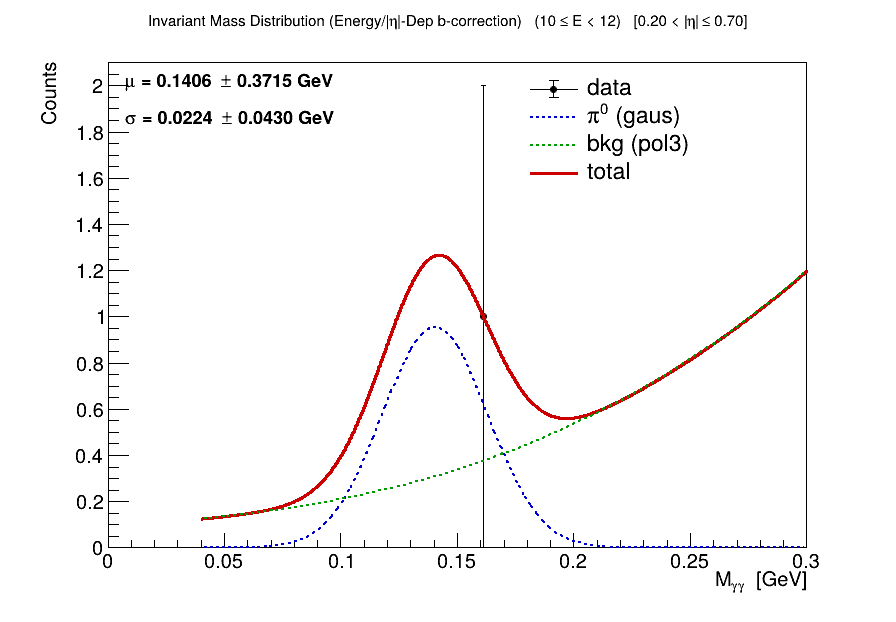 Invariant Mass Distribution (Energy/|η|-Dep b-correction) (10 ≤ E < 12) [0.20 < |η| ≤ 0.70]
Counts
μ = 0.1406 ± 0.3715 GeV
σ = 0.0224 ± 0.0430 GeV
data
π⁰ (gaus)
bkg (pol3)
total
2
1.8
1.6
1.4
1.2
1
0.8
0.6
0.4
0.2
0
0 0.05 0.1 0.15 0.2 0.25 0.3
Mγγ [GeV]